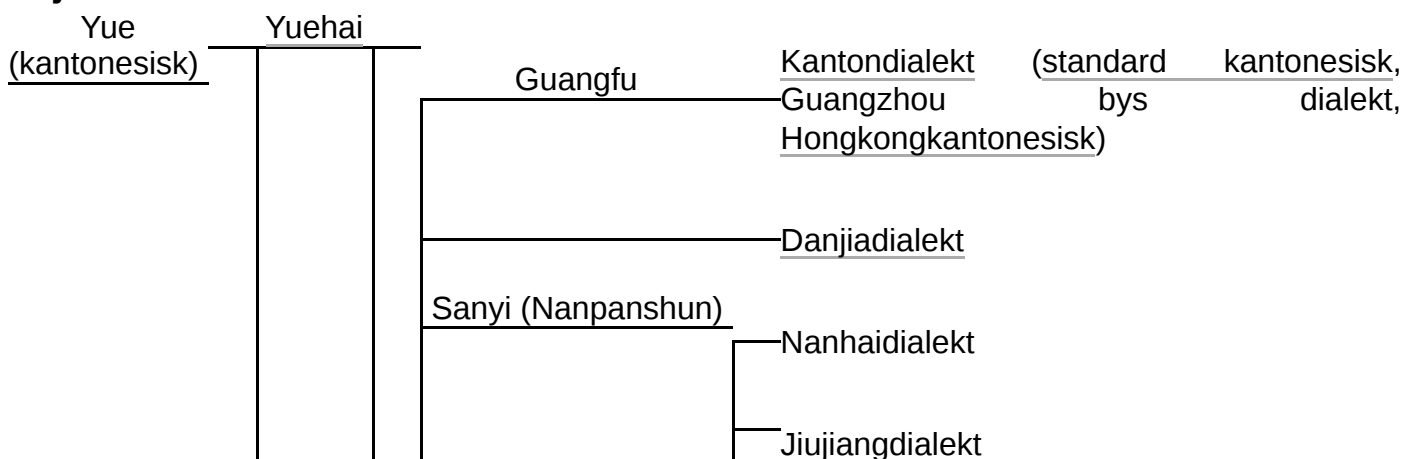 Yue
(kantonesisk)
Yuehai
Guangfu
Kantondialekt (standard kantonesisk,
Guangzhou bys dialekt,
Hongkongkantonesisk)
Danjiadialekt
Sanyi (Nanpanshun)
Nanhaidialekt
Jiujiangdialekt